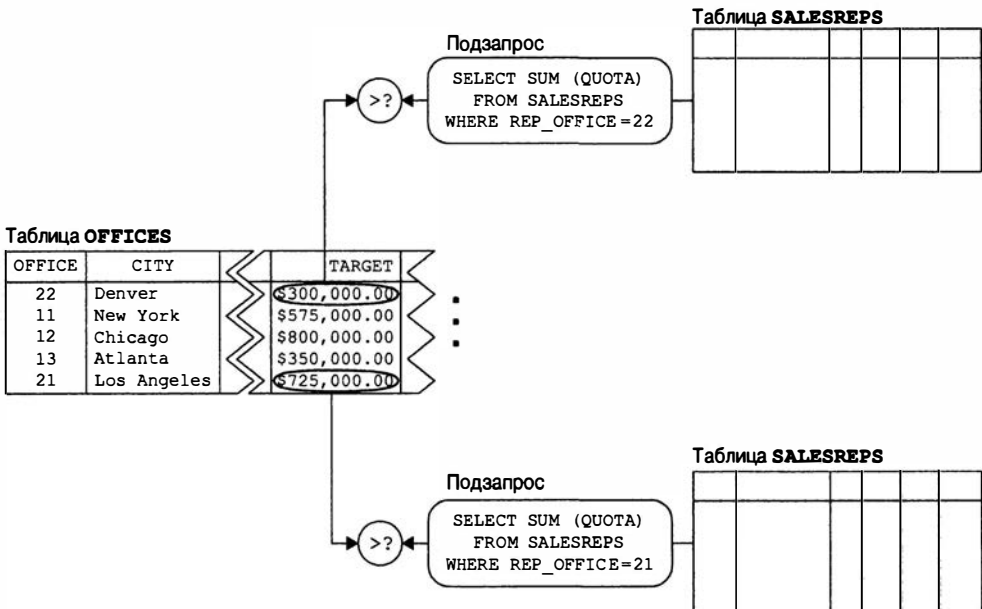 Таблица SALESREPS
Подзапрос
SELECT SUM (QUOTA)
FROM SALESREPS
WHERE REP_OFFICE=22
>?
Таблица OFFICES
OFFICE CITY TARGET
22 Denver $300,000.00
11 New York $575,000.00
12 Chicago $800,000.00
13 Atlanta $350,000.00
21 Los Angeles $725,000.00
Таблица SALESREPS
Подзапрос
SELECT SUM (QUOTA)
FROM SALESREPS
WHERE REP_OFFICE=21
>?